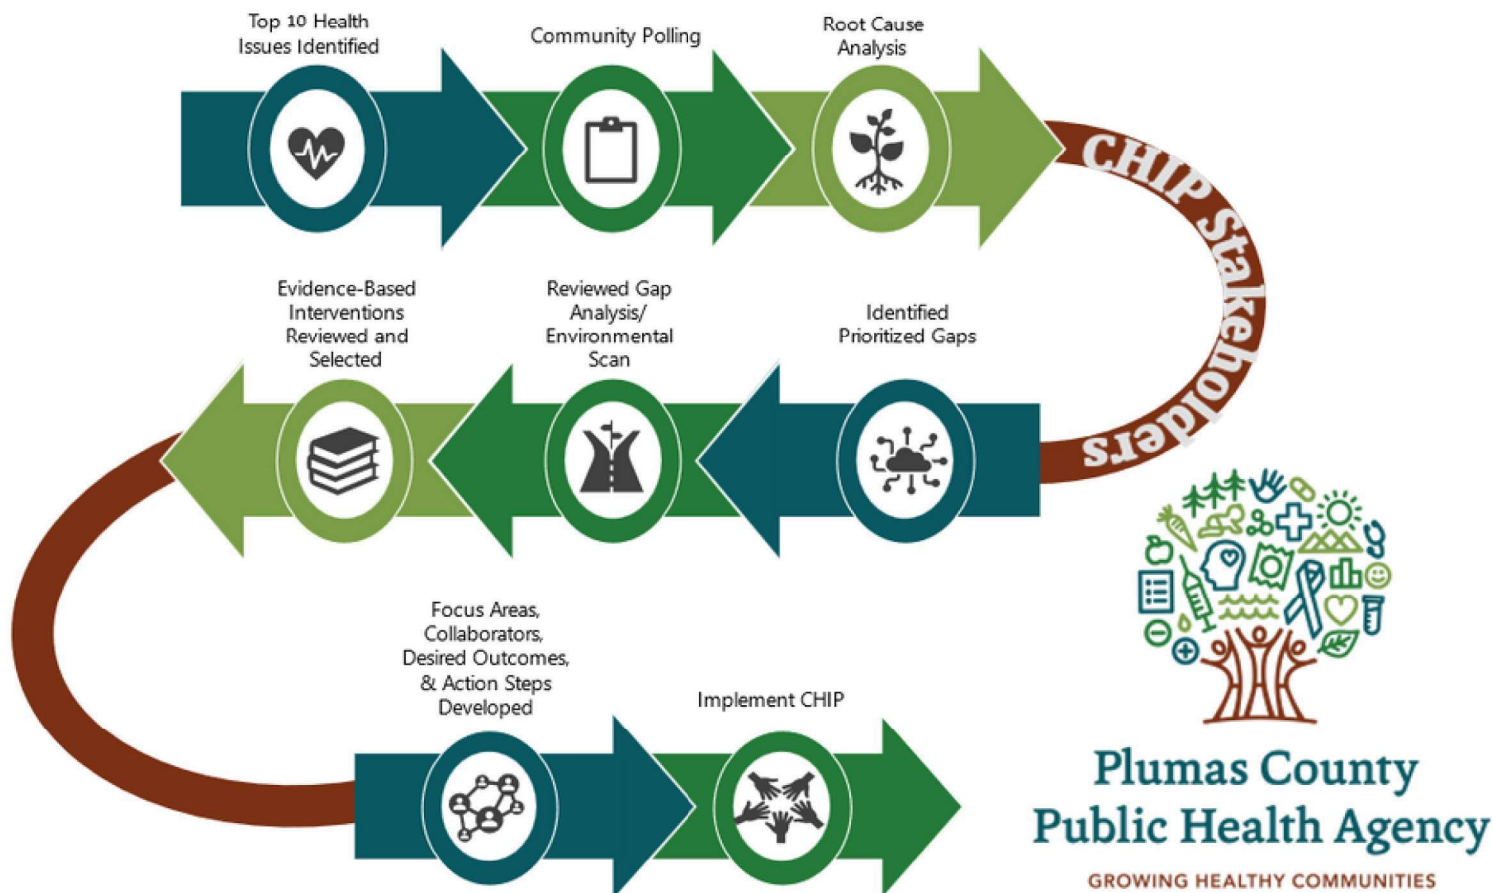 Top 10 Health
Issues Identified
Community Polling
Root Cause
Analysis
CHIP Stakeholders
Identified
Prioritized Gaps
Reviewed Gap
Analysis/
Environmental
Scan
Evidence-Based
Interventions
Reviewed and
Selected
Focus Areas,
Collaborators,
Desired Outcomes,
& Action Steps
Developed
Implement CHIP
Plumas County
Public Health Agency
GROWING HEALTHY COMMUNITIES